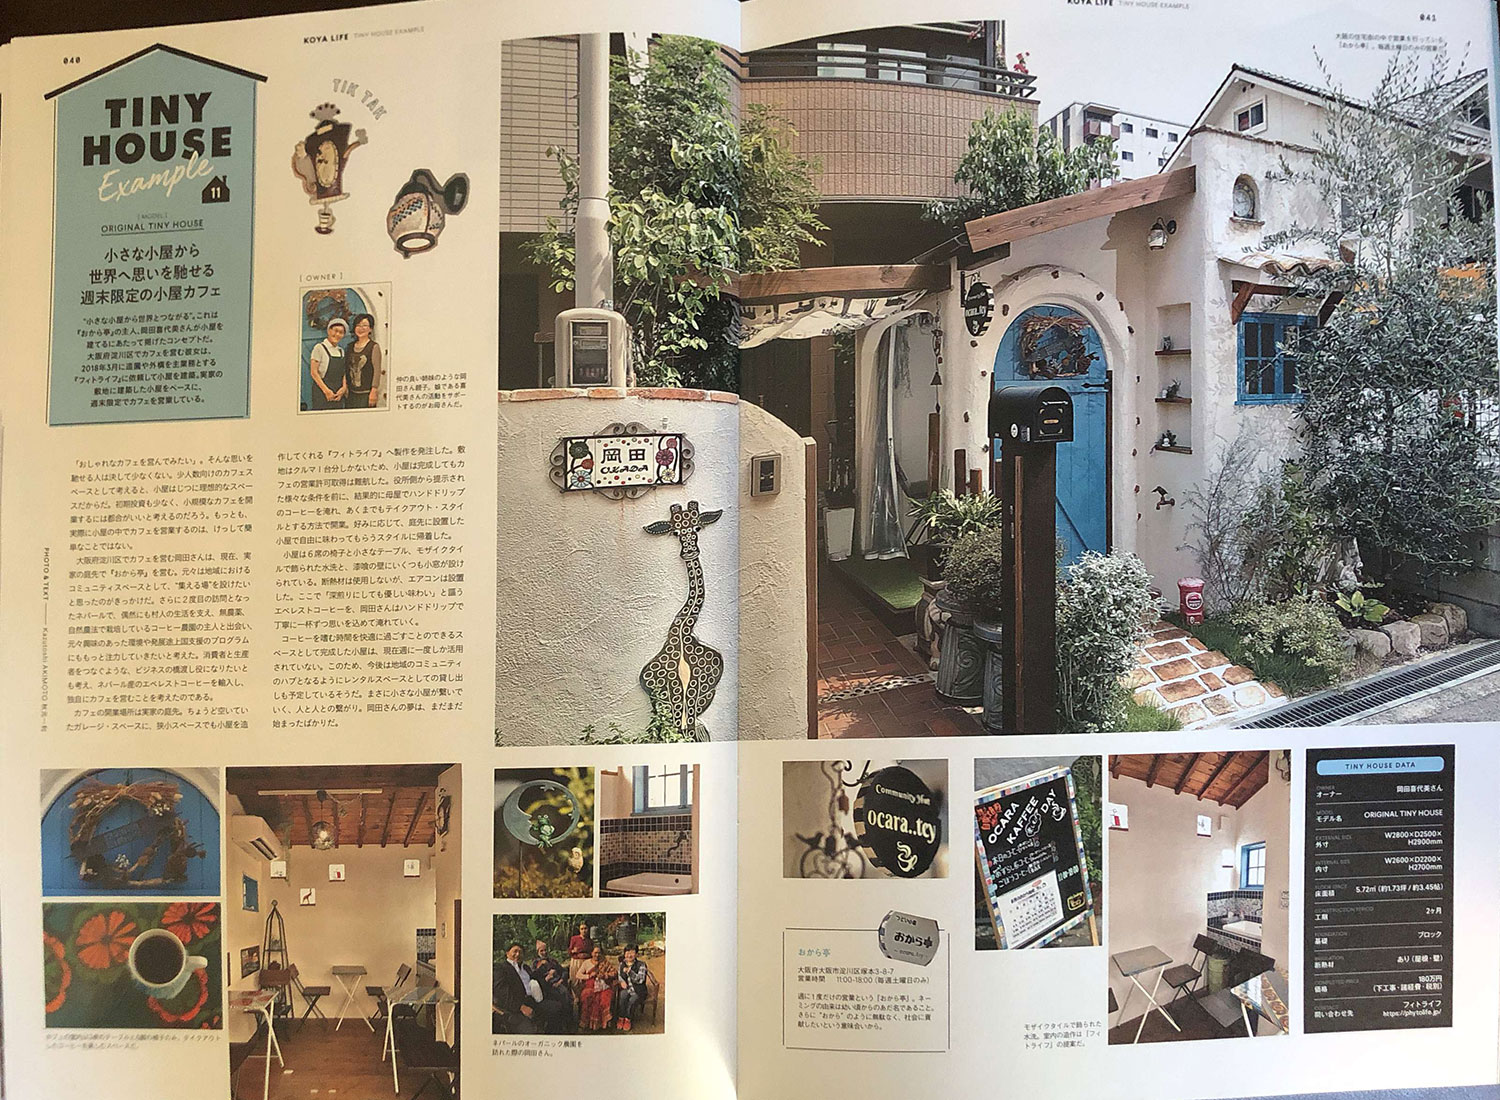 040
KOYA LIFE TINY HOUSE EXAMPLE
TINY
HOUSE
Example
11
[ MODEL ]
ORIGINAL TINY HOUSE
小さな小屋から
世界へ思いを馳せる
週末限定の小屋カフェ
"小さな小屋から世界とつながる"。これは
『おから亭』の主人、岡田喜代美さんが小屋を
建てるにあたって掲げたコンセプトだ。
大阪府淀川区でカフェを営む彼女は、
2018年3月に造園や外構を主業務とする
『フィトライフ』に依頼して小屋を建築。実家の
敷地に建築した小屋をベースに、
週末限定でカフェを営業している。
TIK TAK
[ OWNER ]
仲の良い姉妹のような岡
田さん親子。娘である喜
代美さんの活動をサポー
トするのがお母さんだ。
「おしゃれなカフェを営んでみたい」。そんな思いを
馳せる人は決して少なくない。少人数向けのカフェス
ペースとして考えると、小屋はじつに理想的なスペー
スだからだ。初期投資も少なく、小規模なカフェを開
業するには都合がいいと考えるのだろう。もっとも、
実際に小屋の中でカフェを営業するのは、けっして簡
単なことではない。
大阪府淀川区でカフェを営む岡田さんは、現在、実
家の庭先で『おから亭』を営む。元々は地域における
コミュニティスペースとして、"集える場"を設けたい
と思ったのがきっかけだ。さらに2度目の訪問となっ
たネパールで、偶然にも村人の生活を支え、無農薬、
自然農法で栽培しているコーヒー農園の主人と出会い、
元々興味のあった環境や発展途上国支援のプログラム
にももっと注力していきたいと考えた。消費者と生産
者をつなぐような、ビジネスの橋渡し役になりたいと
も考え、ネパール産のエベレストコーヒーを輸入し、
独自にカフェを営むことを考えたのである。
カフェの開業場所は実家の庭先。ちょうど空いてい
たガレージ・スペースに、狭小スペースでも小屋を造
作してくれる『フィトライフ』へ製作を発注した。敷
地はクルマ1台分しかないため、小屋は完成してもカ
フェの営業許可取得は難航した。役所側から提示され
た様々な条件を前に、結果的に母屋でハンドドリップ
のコーヒーを淹れ、あくまでもテイクアウト・スタイ
ルとする方法で開業。好みに応じて、庭先に設置した
小屋で自由に味わってもらうスタイルに帰着した。
小屋は6席の椅子と小さなテーブル、モザイクタイ
ルで飾られた水洗と、漆喰の壁にいくつも小窓が設け
られている。断熱材は使用しないが、エアコンは設置
した。ここで「深煎りにしても優しい味わい」と謳う
エベレストコーヒーを、岡田さんはハンドドリップで
丁寧に一杯ずつ思いを込めて淹れていく。
コーヒーを嗜む時間を快適に過ごすことのできるス
ペースとして完成した小屋は、現在週に一度しか活用
されていない。このため、今後は地域のコミュニティ
のハブとなるようにレンタルスペースとしての貸し出
しも予定しているそうだ。まさに小さな小屋が繋いで
いく、人と人との繋がり。岡田さんの夢は、まだまだ
始まったばかりだ。
PHOTO & TEXT
Kazutoshi AKIMOTO
ネパールのオーガニック農園を
訪れた際の岡田さん。
KOYA LIFE TINY HOUSE EXAMPLE
041
大阪の住宅街の中で営業を行っている
『おから亭』。毎週土曜日のみの営業だ
岡田
OKADA
Community Hut
ocara..tcy
Community Hut
ocara..tcy
OCARA
KAFFEE
DAY
おから亭
おから亭
大阪府大阪市淀川区塚本3-8-7
営業時間 11:00-18:00 (毎週土曜日のみ)
週に1度だけの営業という『おから亭』。ネー
ミングの由来は幼い頃からのあだ名であること。
さらに"おから"のように無駄なく、社会に貢
献したいという意味合いから。
モザイクタイルで飾られた
水洗。室内の造作は『フィ
トライフ』の提案だ。
TINY HOUSE DATA
OWNER
オーナー 岡田喜代美さん
MODEL
モデル名 ORIGINAL TINY HOUSE
EXTERNAL SIZE
外寸 W2800×D2500×
H2900mm
INTERNAL SIZE
内寸 W2600×D2200×
H2700mm
FLOOR SPACE
床面積 5.72㎡ (約1.73坪 / 約3.45帖)
CONSTRUCTION PERIOD
工期 2ヶ月
FOUNDATION
基礎 ブロック
INSULATION
断熱材 あり (屋根・壁)
COMPLETED PRICE
価格 180万円
(下工事・諸経費・税別)
問い合わせ先 フィトライフ
https://phytolife.jp/